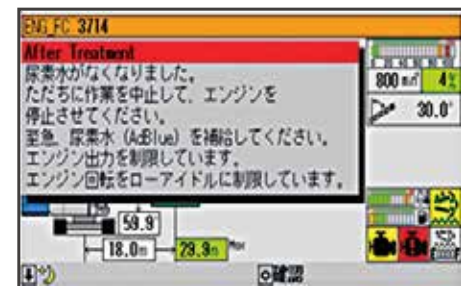 ENG_FC 3714
After Treatment
尿素水がなくなりました。
ただちに作業を中止して、エンジンを
停止させてください。
至急、尿素水 (AdBlue) を補給してください。
エンジン出力を制限しています。
エンジン回転をローアイドルに制限しています。
800 m㎡ 4%
30.0°
59.9
18.0m
29.9m Max
確認